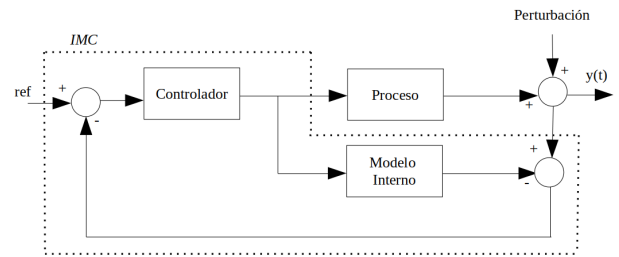 Perturbación
IMC
+
y(t)
ref
+
Controlador
Proceso
+
-
+
Modelo
Interno
-